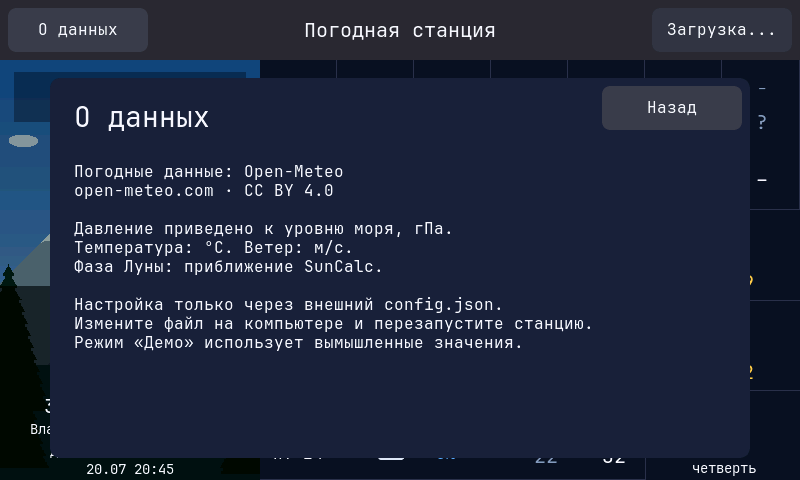 О данных
Погодная станция
Загрузка...
О данных
Назад
Погодные данные: Open-Meteo
open-meteo.com · CC BY 4.0
Давление приведено к уровню моря, гПа.
Температура: °C. Ветер: м/с.
Фаза Луны: приближение SunCalc.
Настройка только через внешний config.json.
Измените файл на компьютере и перезапустите станцию.
Режим «Демо» использует вымышленные значения.
–
?
–
20.07 20:45
четверть